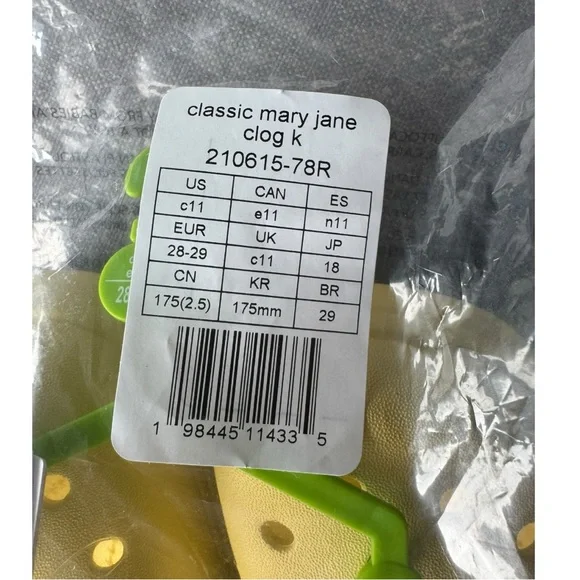 classic mary jane
clog k
210615-78R
US CAN ES
c11 e11 n11
EUR UK JP
28-29 c11 18
CN KR BR
175(2.5) 175mm 29
1 98445 11433 5
28